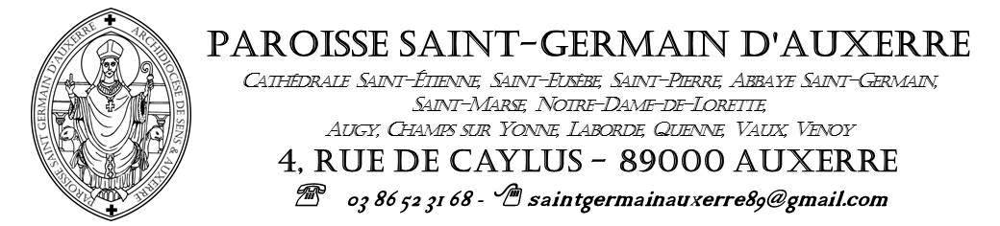 PAROISSE SAINT GERMAIN D'AUXERRE
ARCHIDIOCESE DE SENS & AUXERRE
PAROISSE SAINT-GERMAIN D'AUXERRE
CATHÉDRALE SAINT-ÉTIENNE, SAINT-EUSÈBE, SAINT-PIERRE, ABBAYE SAINT-GERMAIN,
SAINT-MARSE, NOTRE-DAME-DE-LORETTE,
AUGY, CHAMPS SUR YONNE, LABORDE, QUENNE, VAUX, VENOY
4, RUE DE CAYLUS - 89000 AUXERRE
03 86 52 31 68 - saintgermainauxerre89@gmail.com